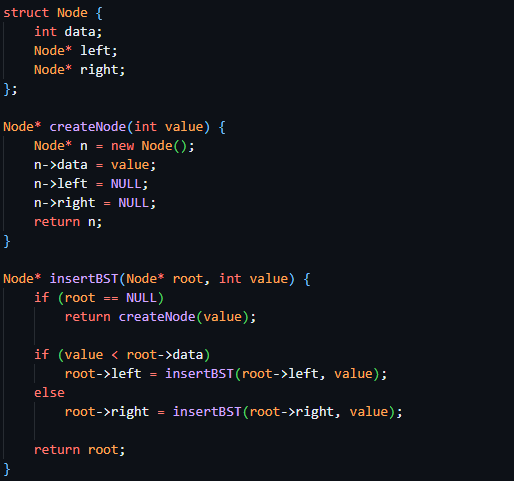 struct Node {
    int data;
    Node* left;
    Node* right;
};

Node* createNode(int value) {
    Node* n = new Node();
    n->data = value;
    n->left = NULL;
    n->right = NULL;
    return n;
}

Node* insertBST(Node* root, int value) {
    if (root == NULL)
        return createNode(value);

    if (value < root->data)
        root->left = insertBST(root->left, value);
    else
        root->right = insertBST(root->right, value);

    return root;
}